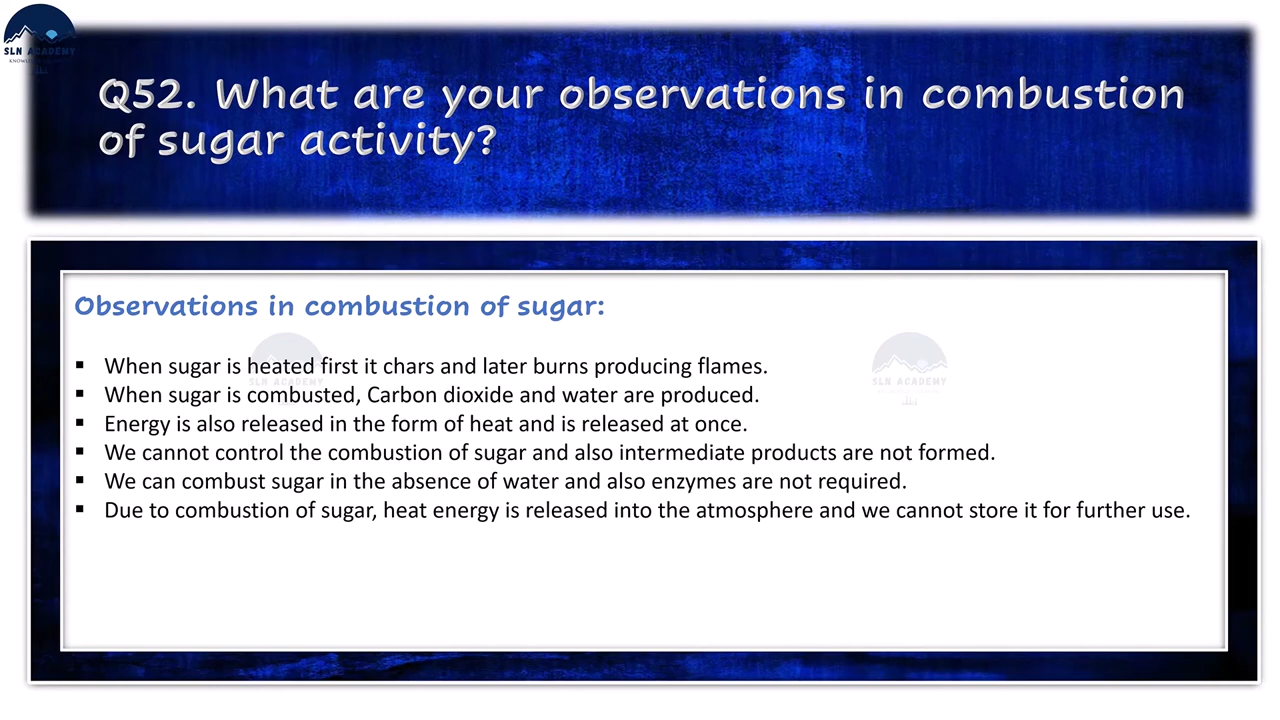 SLN ACADEMY
Q52. What are your observations in combustion
of sugar activity?
Observations in combustion of sugar:
▪ When sugar is heated first it chars and later burns producing flames.
▪ When sugar is combusted, Carbon dioxide and water are produced.
▪ Energy is also released in the form of heat and is released at once.
▪ We cannot control the combustion of sugar and also intermediate products are not formed.
▪ We can combust sugar in the absence of water and also enzymes are not required.
▪ Due to combustion of sugar, heat energy is released into the atmosphere and we cannot store it for further use.
SLN ACADEMY
SLN ACADEMY